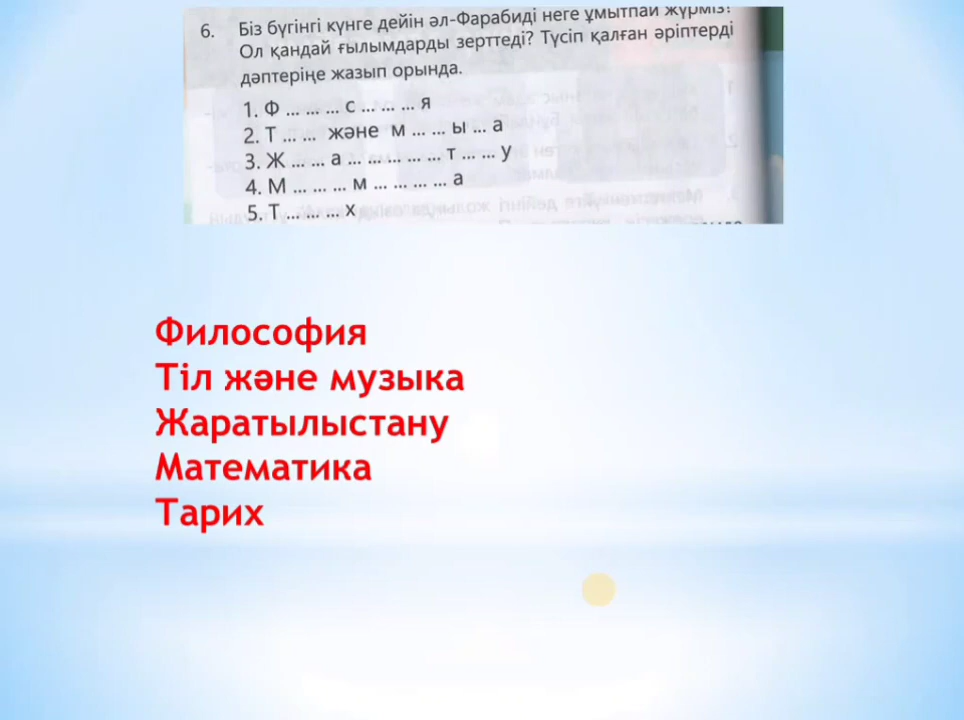 6. Біз бүгінгі күнге дейін әл-Фарабиді неге ұмытпай жүрміз?
Ол қандай ғылымдарды зерттеді? Түсіп қалған әріптерді
дәптеріңе жазып орында.
1. Ф ... ... ... с ... ... ... я
2. Т ... ... және м ... ... ы ... а
3. Ж ... ... а ... ... ... ... ... т ... ... у
4. М ... ... ... м ... ... ... ... а
5. Т ... ... ... х
Философия
Тіл және музыка
Жаратылыстану
Математика
Тарих